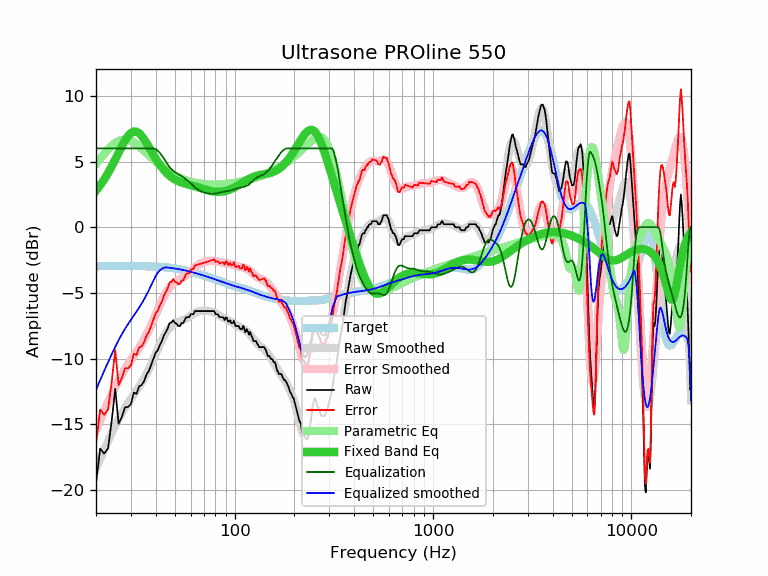 Ultrasone PROline 550
10
5
0
−5
−10
−15
−20
Amplitude (dBr)
Target
Raw Smoothed
Error Smoothed
Raw
Error
Parametric Eq
Fixed Band Eq
Equalization
Equalized smoothed
100
1000
10000
Frequency (Hz)